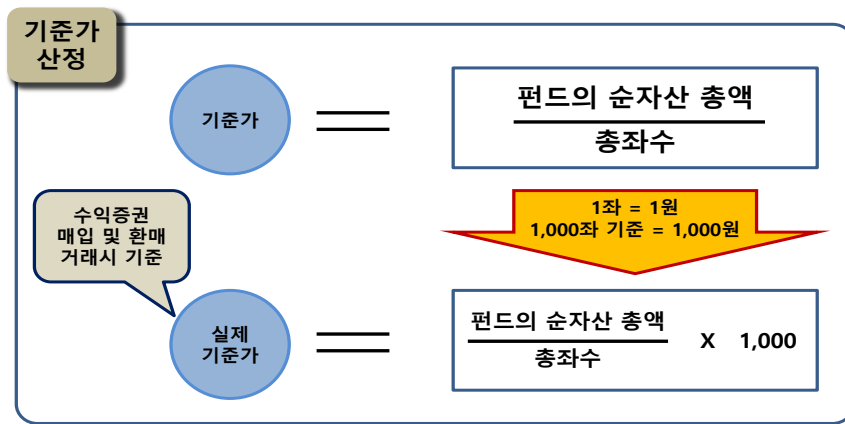 기준가
산정
기준가
펀드의 순자산 총액
총좌수
1좌 = 1원
1,000좌 기준 = 1,000원
수익증권
매입 및 환매
거래시 기준
실제
기준가
펀드의 순자산 총액
총좌수
X 1,000